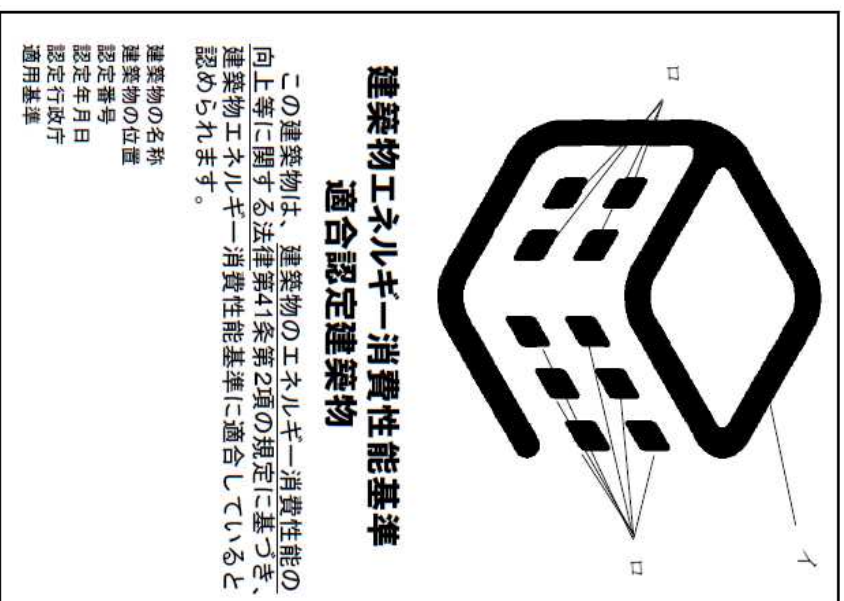 イ
ロ
ロ
建築物エネルギー消費性能基準
適合認定建築物
この建築物は、建築物のエネルギー消費性能の
向上等に関する法律第41条第2項の規定に基づき、
建築物エネルギー消費性能基準に適合していると
認められます。
建築物の名称
建築物の位置
認定番号
認定年月日
認定行政庁
適用基準